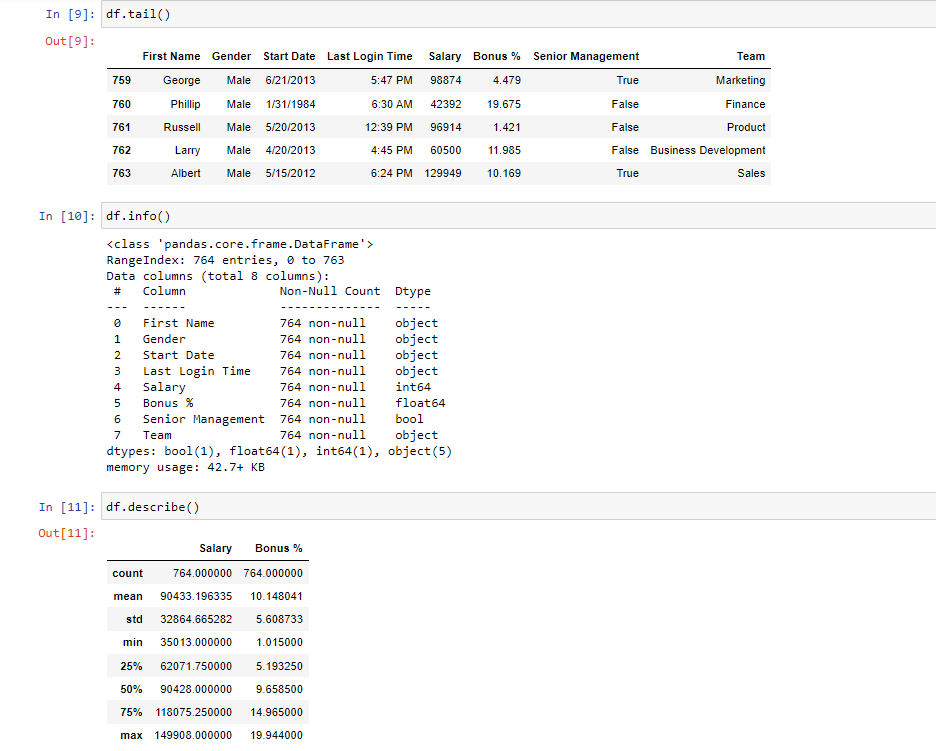 In [9]: df.tail()
Out[9]:
First Name Gender Start Date Last Login Time Salary Bonus % Senior Management Team
759 George Male 6/21/2013 5:47 PM 98874 4.479 True Marketing
760 Phillip Male 1/31/1984 6:30 AM 42392 19.675 False Finance
761 Russell Male 5/20/2013 12:39 PM 96914 1.421 False Product
762 Larry Male 4/20/2013 4:45 PM 60500 11.985 False Business Development
763 Albert Male 5/15/2012 6:24 PM 129949 10.169 True Sales
In [10]: df.info()
<class 'pandas.core.frame.DataFrame'>
RangeIndex: 764 entries, 0 to 763
Data columns (total 8 columns):
# Column Non-Null Count Dtype
--- ------ -------------- -----
0 First Name 764 non-null object
1 Gender 764 non-null object
2 Start Date 764 non-null object
3 Last Login Time 764 non-null object
4 Salary 764 non-null int64
5 Bonus % 764 non-null float64
6 Senior Management 764 non-null bool
7 Team 764 non-null object
dtypes: bool(1), float64(1), int64(1), object(5)
memory usage: 42.7+ KB
In [11]: df.describe()
Out[11]:
Salary Bonus %
count 764.000000 764.000000
mean 90433.196335 10.148041
std 32864.665282 5.608733
min 35013.000000 1.015000
25% 62071.750000 5.193250
50% 90428.000000 9.658500
75% 118075.250000 14.965000
max 149908.000000 19.944000